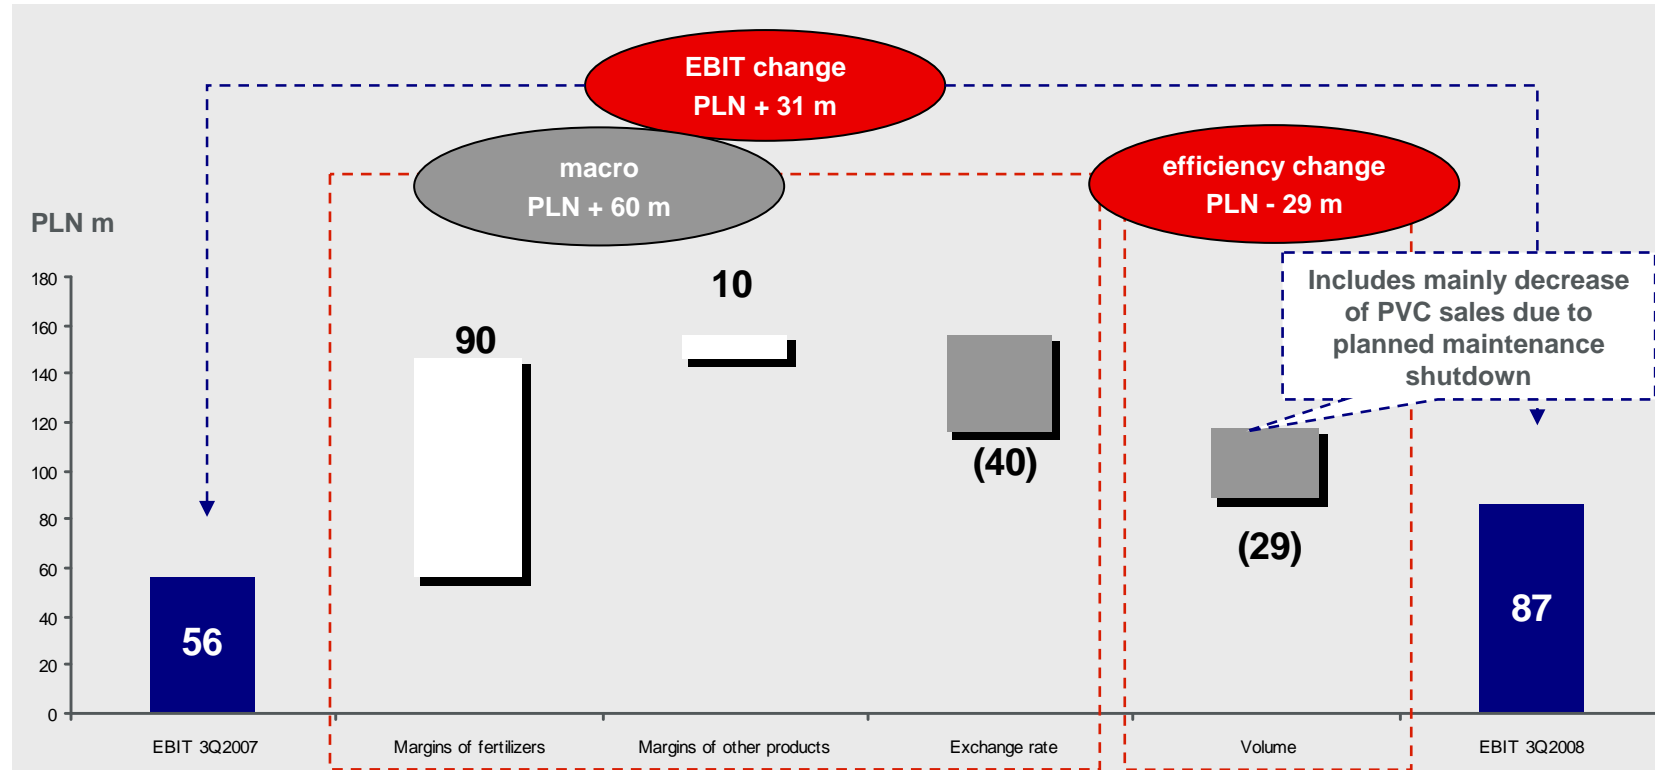 EBIT change
PLN + 31 m
macro
PLN + 60 m
efficiency change
PLN - 29 m
PLN m
Includes mainly decrease
of PVC sales due to
planned maintenance
shutdown
180
160
140
120
100
80
60
40
20
0
56
90
10
(40)
(29)
87
EBIT 3Q2007
Margins of fertilizers
Margins of other products
Exchange rate
Volume
EBIT 3Q2008